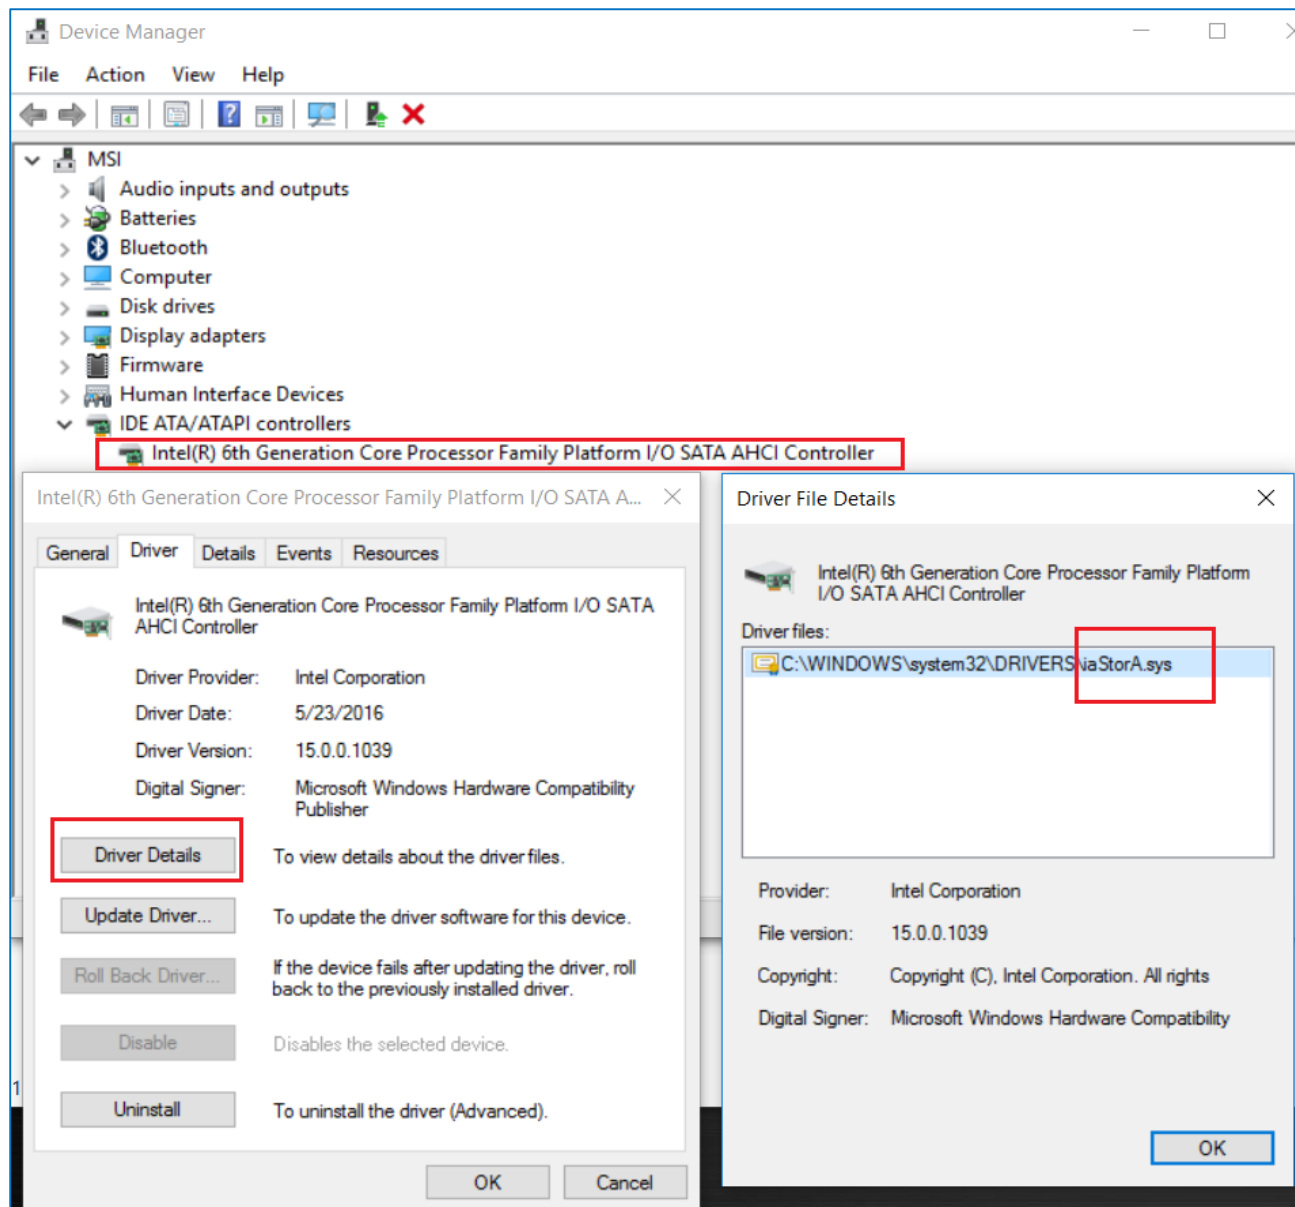 Device Manager
File Action View Help
MSI
Audio inputs and outputs
Batteries
Bluetooth
Computer
Disk drives
Display adapters
Firmware
Human Interface Devices
IDE ATA/ATAPI controllers
Intel(R) 6th Generation Core Processor Family Platform I/O SATA AHCI Controller
Intel(R) 6th Generation Core Processor Family Platform I/O SATA A...
General Driver Details Events Resources
Intel(R) 6th Generation Core Processor Family Platform I/O SATA
AHCI Controller
Driver Provider: Intel Corporation
Driver Date: 5/23/2016
Driver Version: 15.0.0.1039
Digital Signer: Microsoft Windows Hardware Compatibility
Publisher
Driver Details To view details about the driver files.
Update Driver... To update the driver software for this device.
Roll Back Driver... If the device fails after updating the driver, roll
back to the previously installed driver.
Disable Disables the selected device.
Uninstall To uninstall the driver (Advanced).
OK Cancel
1
Driver File Details
Intel(R) 6th Generation Core Processor Family Platform
I/O SATA AHCI Controller
Driver files:
C:\WINDOWS\system32\DRIVERS\iaStorA.sys
Provider: Intel Corporation
File version: 15.0.0.1039
Copyright: Copyright (C), Intel Corporation. All rights
Digital Signer: Microsoft Windows Hardware Compatibility
OK